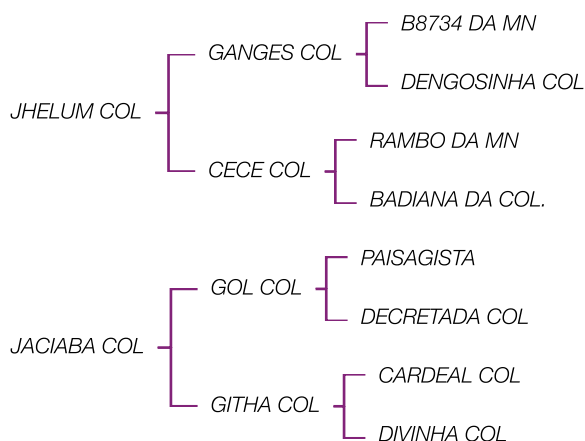 B8734 DA MN
GANGES COL
DENGOSINHA COL
JHELUM COL
RAMBO DA MN
CECE COL
BADIANA DA COL.
PAISAGISTA
GOL COL
DECRETADA COL
JACIABA COL
CARDEAL COL
GITHA COL
DIVINHA COL